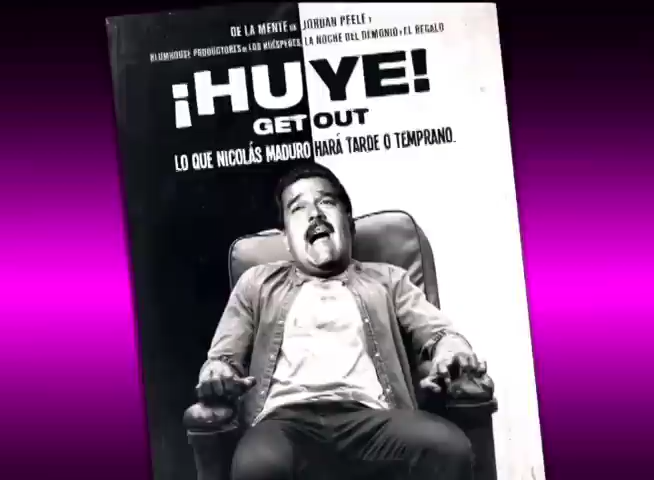 DE LA MENTE DE JORDAN PEELE Y
BLUMHOUSE PRODUCTORES DE LOS HUÉSPEDES, LA NOCHE DEL DEMONIO Y EL REGALO
¡HUYE!
GET OUT
LO QUE NICOLÁS MADURO HARÁ TARDE O TEMPRANO.